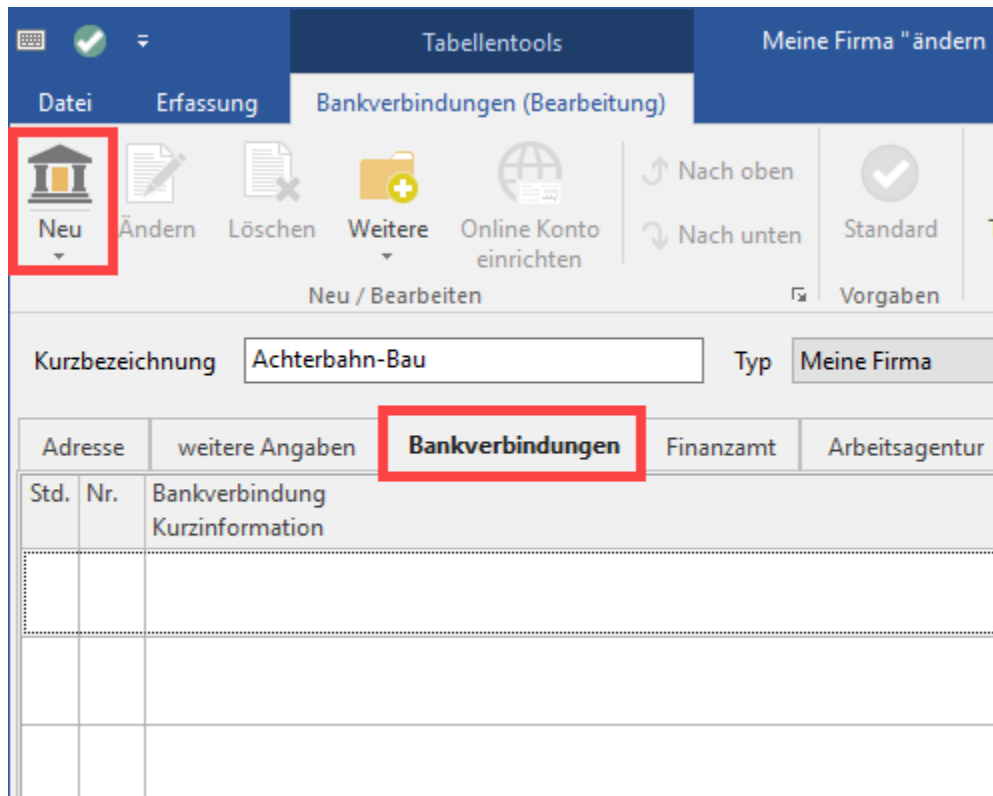 Tabellentools
Meine Firma "ändern
Datei
Erfassung
Bankverbindungen (Bearbeitung)
Neu
Ändern
Löschen
Weitere
Online Konto
einrichten
Nach oben
Nach unten
Standard
Neu / Bearbeiten
Vorgaben
Kurzbezeichnung
Achterbahn-Bau
Typ
Meine Firma
Adresse
weitere Angaben
Bankverbindungen
Finanzamt
Arbeitsagentur
Std.
Nr.
Bankverbindung
Kurzinformation